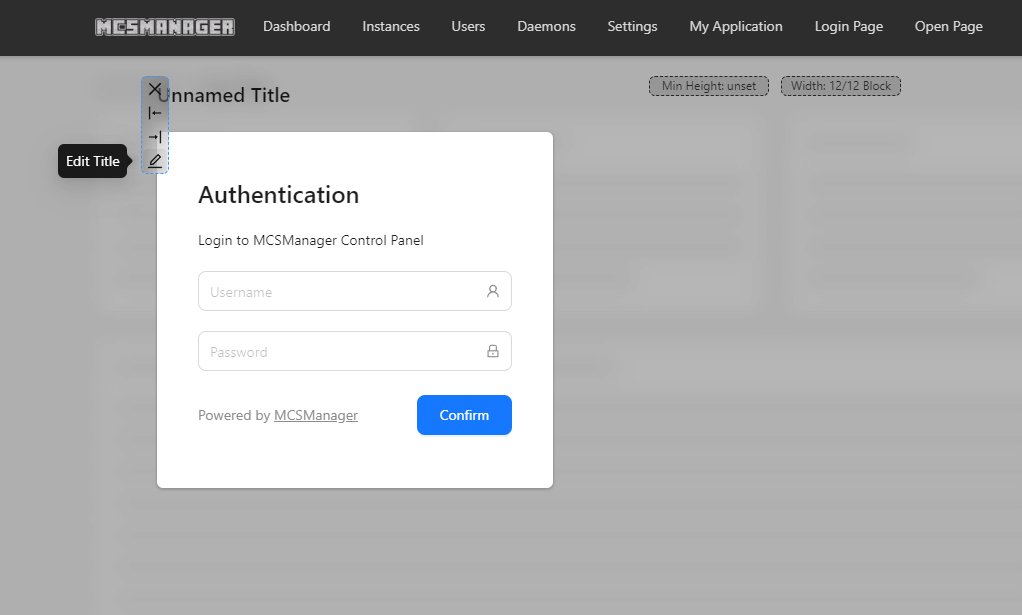 MCSMANAGER Dashboard Instances Users Daemons Settings My Application Login Page Open Page
Unnamed Title
Min Height: unset Width: 12/12 Block
Edit Title
Authentication
Login to MCSManager Control Panel
Username
Password
Powered by MCSManager
Confirm